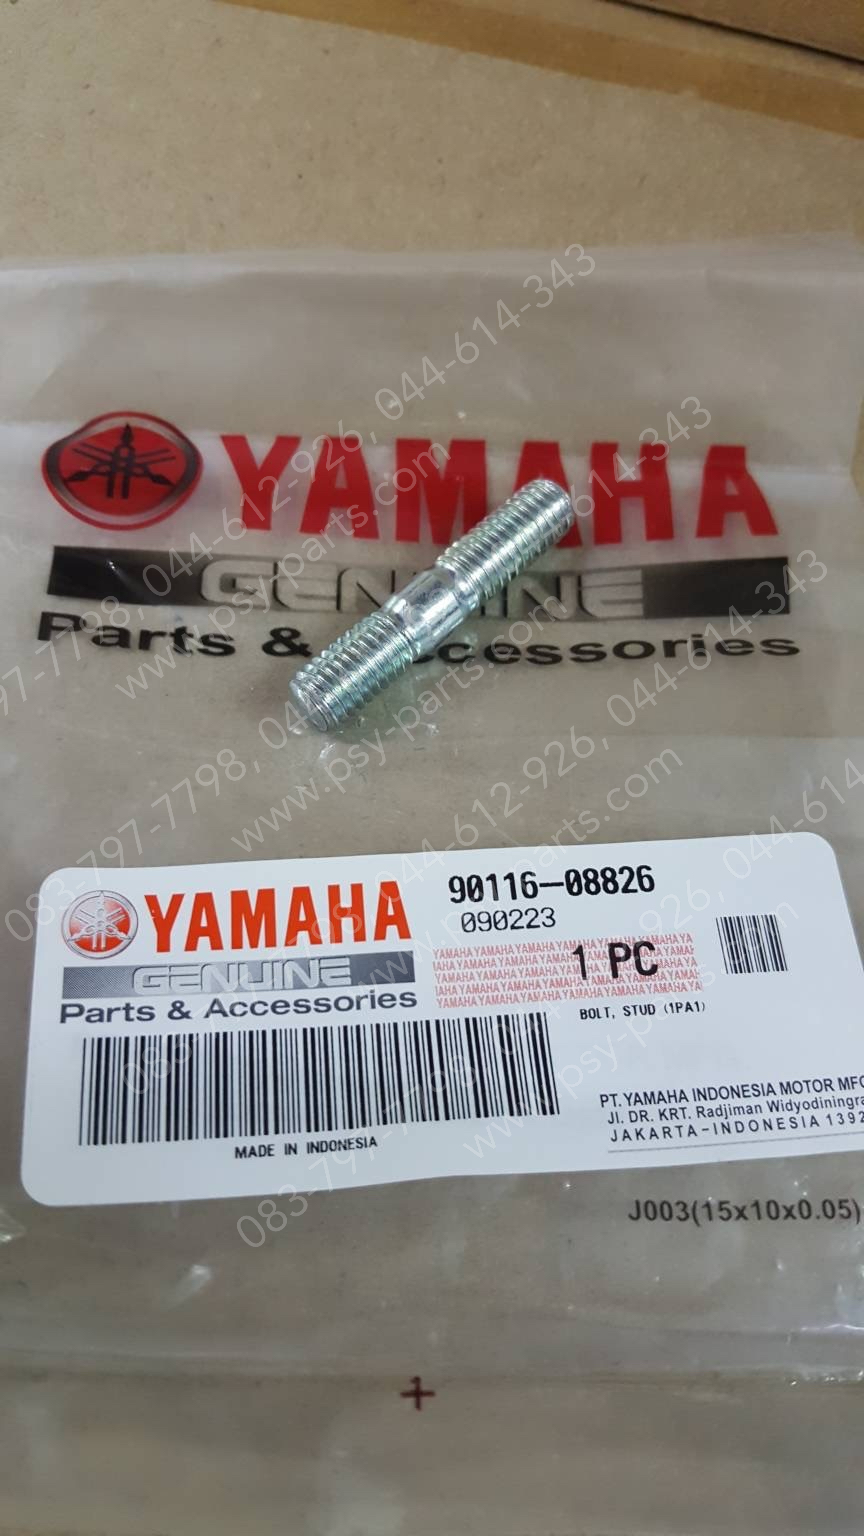 YAMAHA
GENUINE
Parts & Accessories
YAMAHA
GENUINE
Parts & Accessories
90116-08826
090223
1 PC
BOLT, STUD (1PA1)
MADE IN INDONESIA
PT. YAMAHA INDONESIA MOTOR MFG
Jl. DR. KRT. Radjiman Widyodiningra
JAKARTA-INDONESIA 1392
J003(15x10x0.05)
083-797-7798, 044-612-926, 044-614-343
www.psy-parts.com